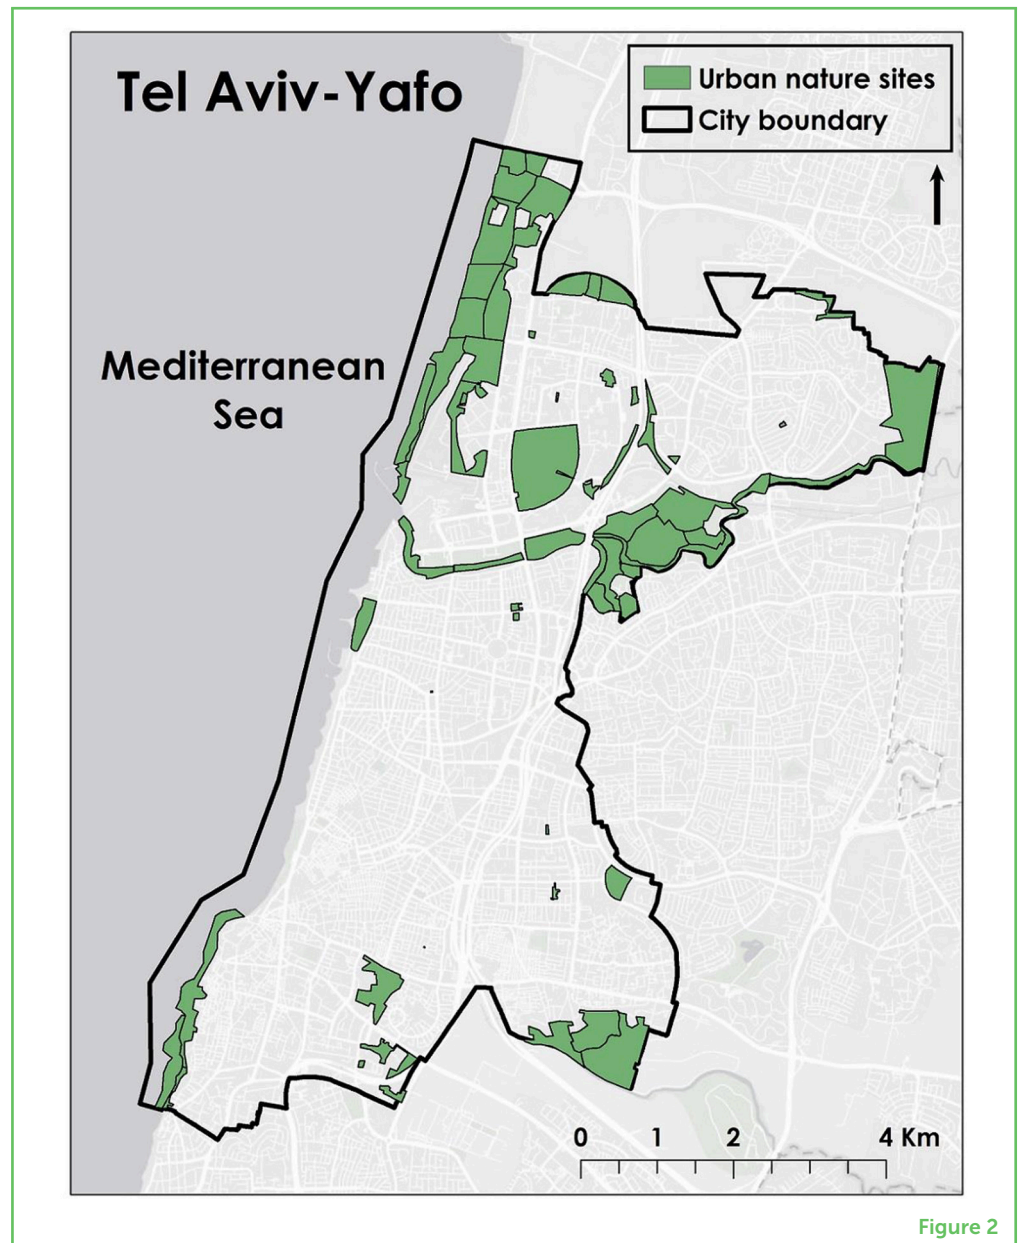 Tel Aviv-Yafo
Urban nature sites
City boundary
Mediterranean
Sea
0 1 2 4 Km
Figure 2